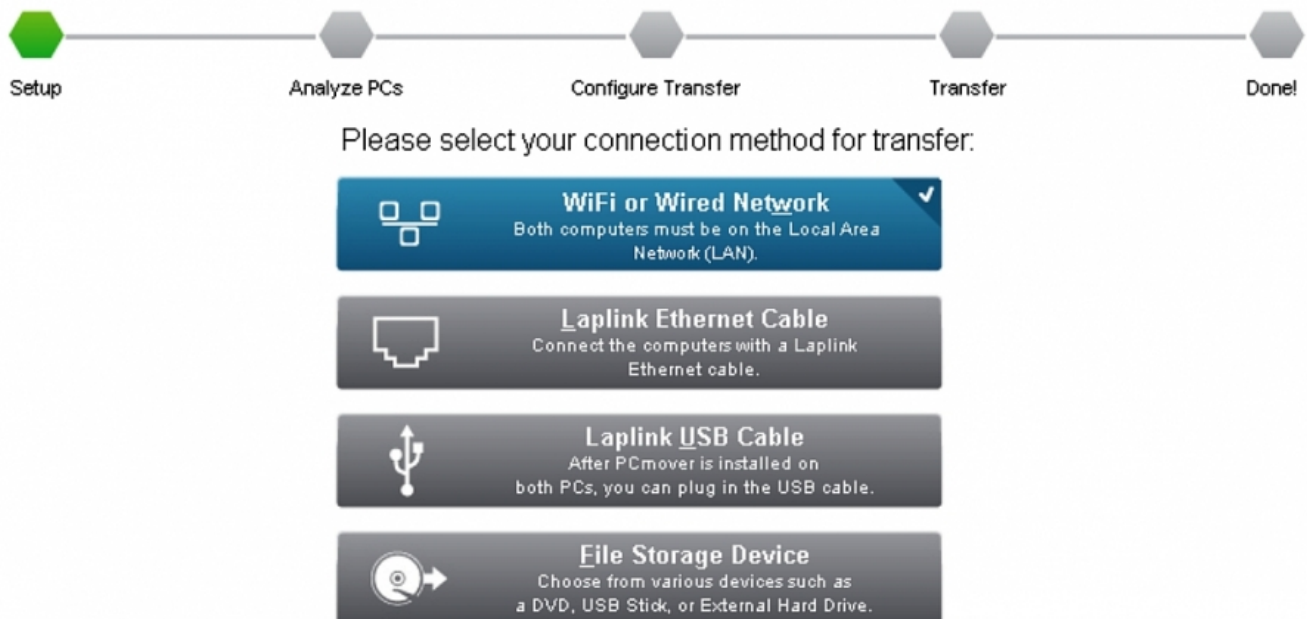 Setup
Analyze PCs
Configure Transfer
Transfer
Done!
Please select your connection method for transfer:
WiFi or Wired Network
Both computers must be on the Local Area
Network (LAN).
Laplink Ethernet Cable
Connect the computers with a Laplink
Ethernet cable.
Laplink USB Cable
After PCmover is installed on
both PCs, you can plug in the USB cable.
File Storage Device
Choose from various devices such as
a DVD, USB Stick, or External Hard Drive.